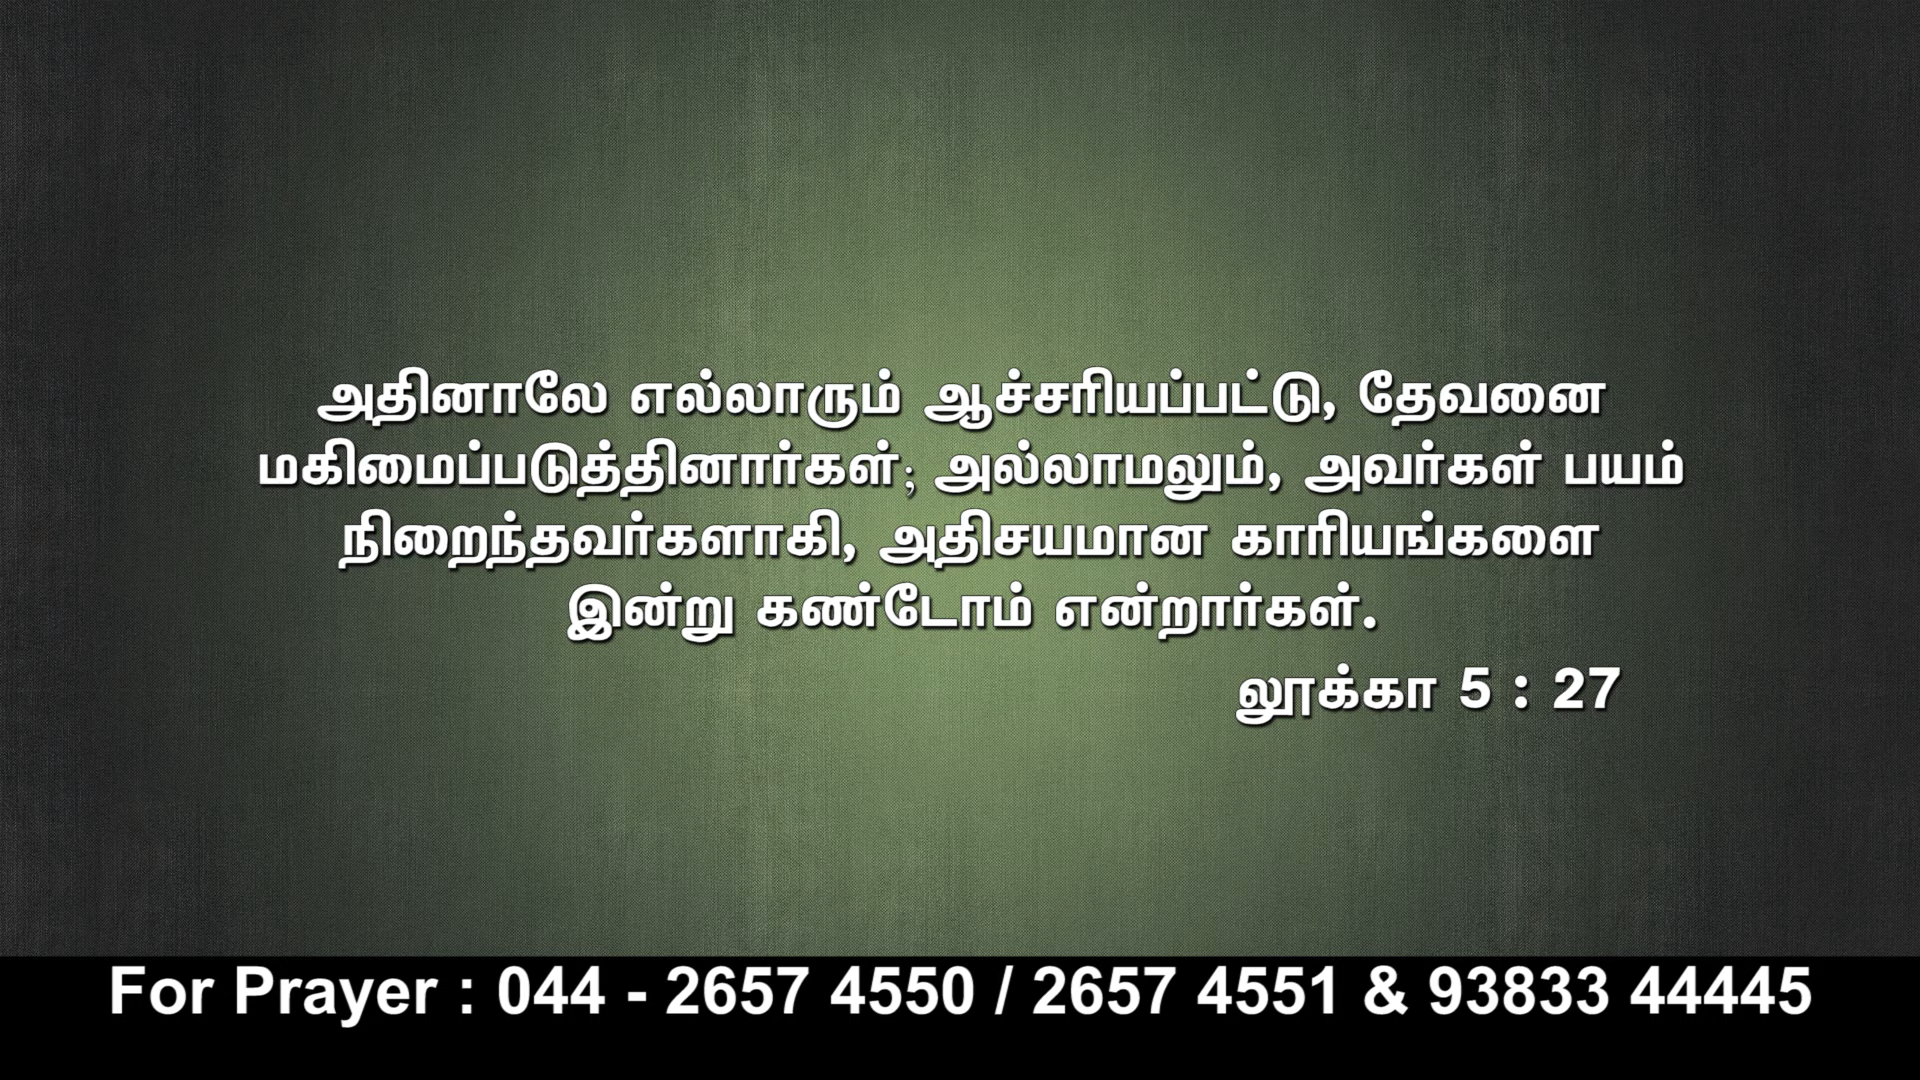 அதினாலே எல்லாரும் ஆச்சரியப்பட்டு, தேவனை
மகிமைப்படுத்தினார்கள்; அல்லாமலும், அவர்கள் பயம்
நிறைந்தவர்களாகி, அதிசயமான காரியங்களை
இன்று கண்டோம் என்றார்கள்.
லூக்கா 5 : 27
For Prayer : 044 - 2657 4550 / 2657 4551 & 93833 44445